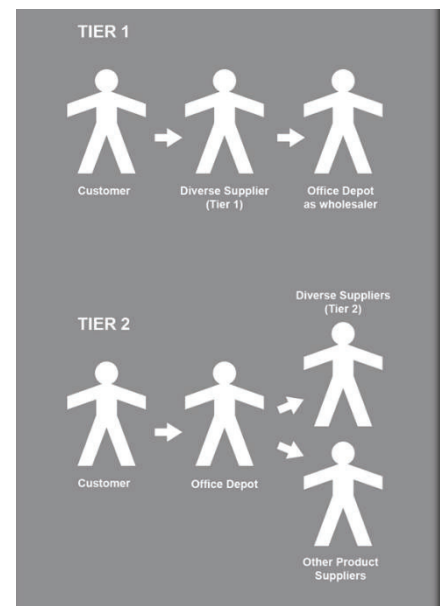 TIER 1
Customer
Diverse Supplier
(Tier 1)
Office Depot
as wholesaler
TIER 2
Diverse Suppliers
(Tier 2)
Customer
Office Depot
Other Product
Suppliers